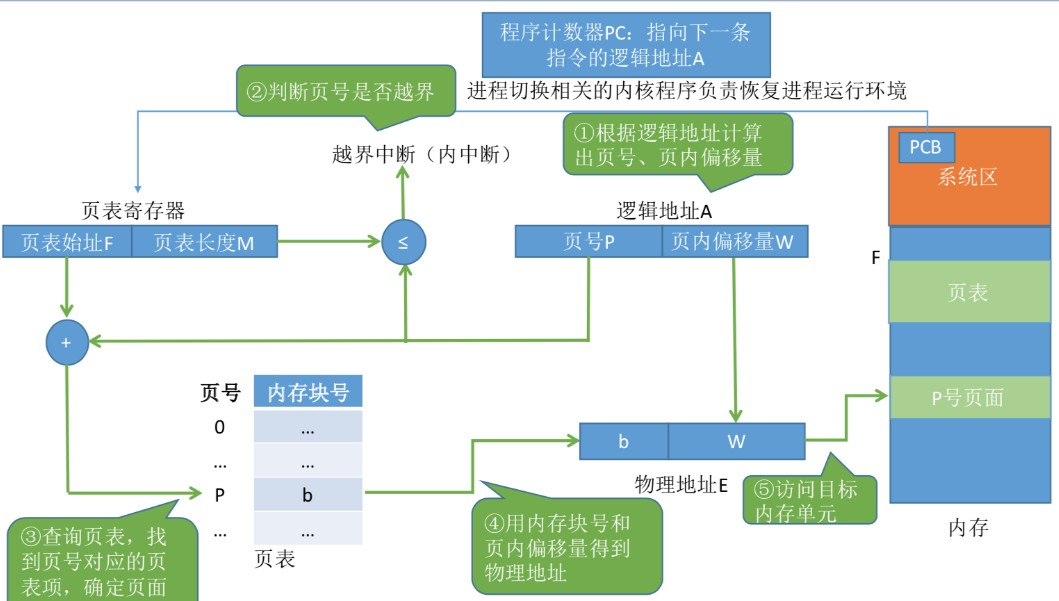 程序计数器PC：指向下一条
指令的逻辑地址A
②判断页号是否越界
进程切换相关的内核程序负责恢复进程运行环境
①根据逻辑地址计算
出页号、页内偏移量
越界中断（内中断）
PCB
系统区
页表寄存器
逻辑地址A
页表始址F
页表长度M
≤
页号P
页内偏移量W
F
页表
+
页号
内存块号
P号页面
0
...
...
...
b
W
P
b
物理地址E
⑤访问目标
内存单元
...
...
③查询页表，找
到页号对应的页
表项，确定页面
页表
④用内存块号和
页内偏移量得到
物理地址
内存